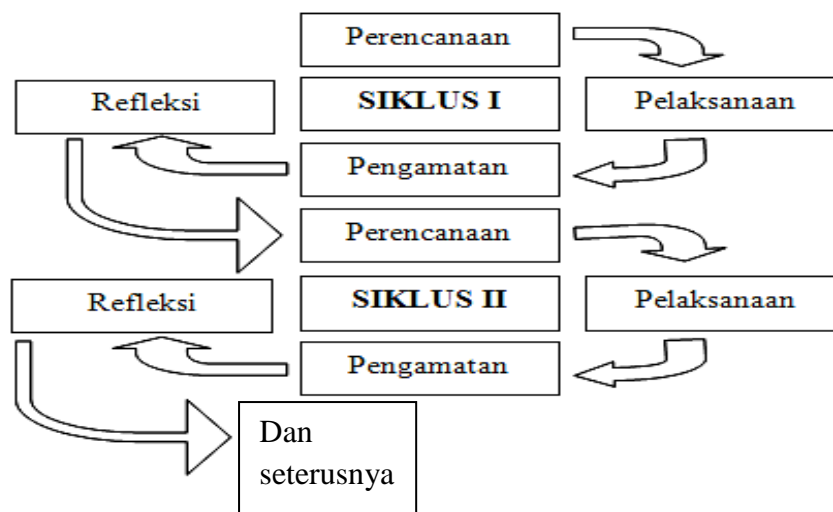 Perencanaan
Refleksi
SIKLUS I
Pelaksanaan
Pengamatan
Perencanaan
Refleksi
SIKLUS II
Pelaksanaan
Pengamatan
Dan
seterusnya